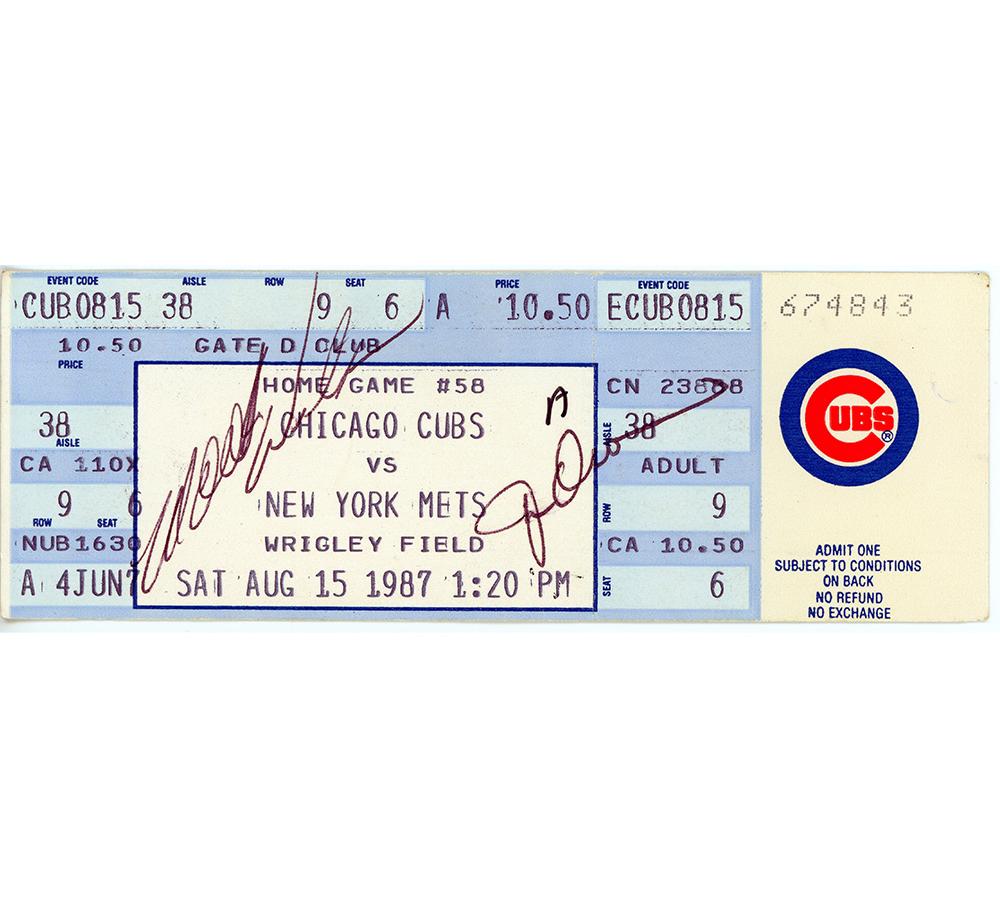 EVENT CODE AISLE ROW SEAT PRICE EVENT CODE
CUB0815 38 9 6 A 10.50 ECUB0815
674843
10.50 GATE D CLUB
PRICE
HOME GAME #58
CN
38
AISLE
CHICAGO CUBS
AISLE 38
CUBS®
CA 110X
VS
ADULT
9 6
ROW SEAT
NEW YORK METS
ROW 9
NUB1630
WRIGLEY FIELD
CA 10.50
A 4JUN7
SAT AUG 15 1987 1:20 PM
SEAT 6
ADMIT ONE
SUBJECT TO CONDITIONS
ON BACK
NO REFUND
NO EXCHANGE